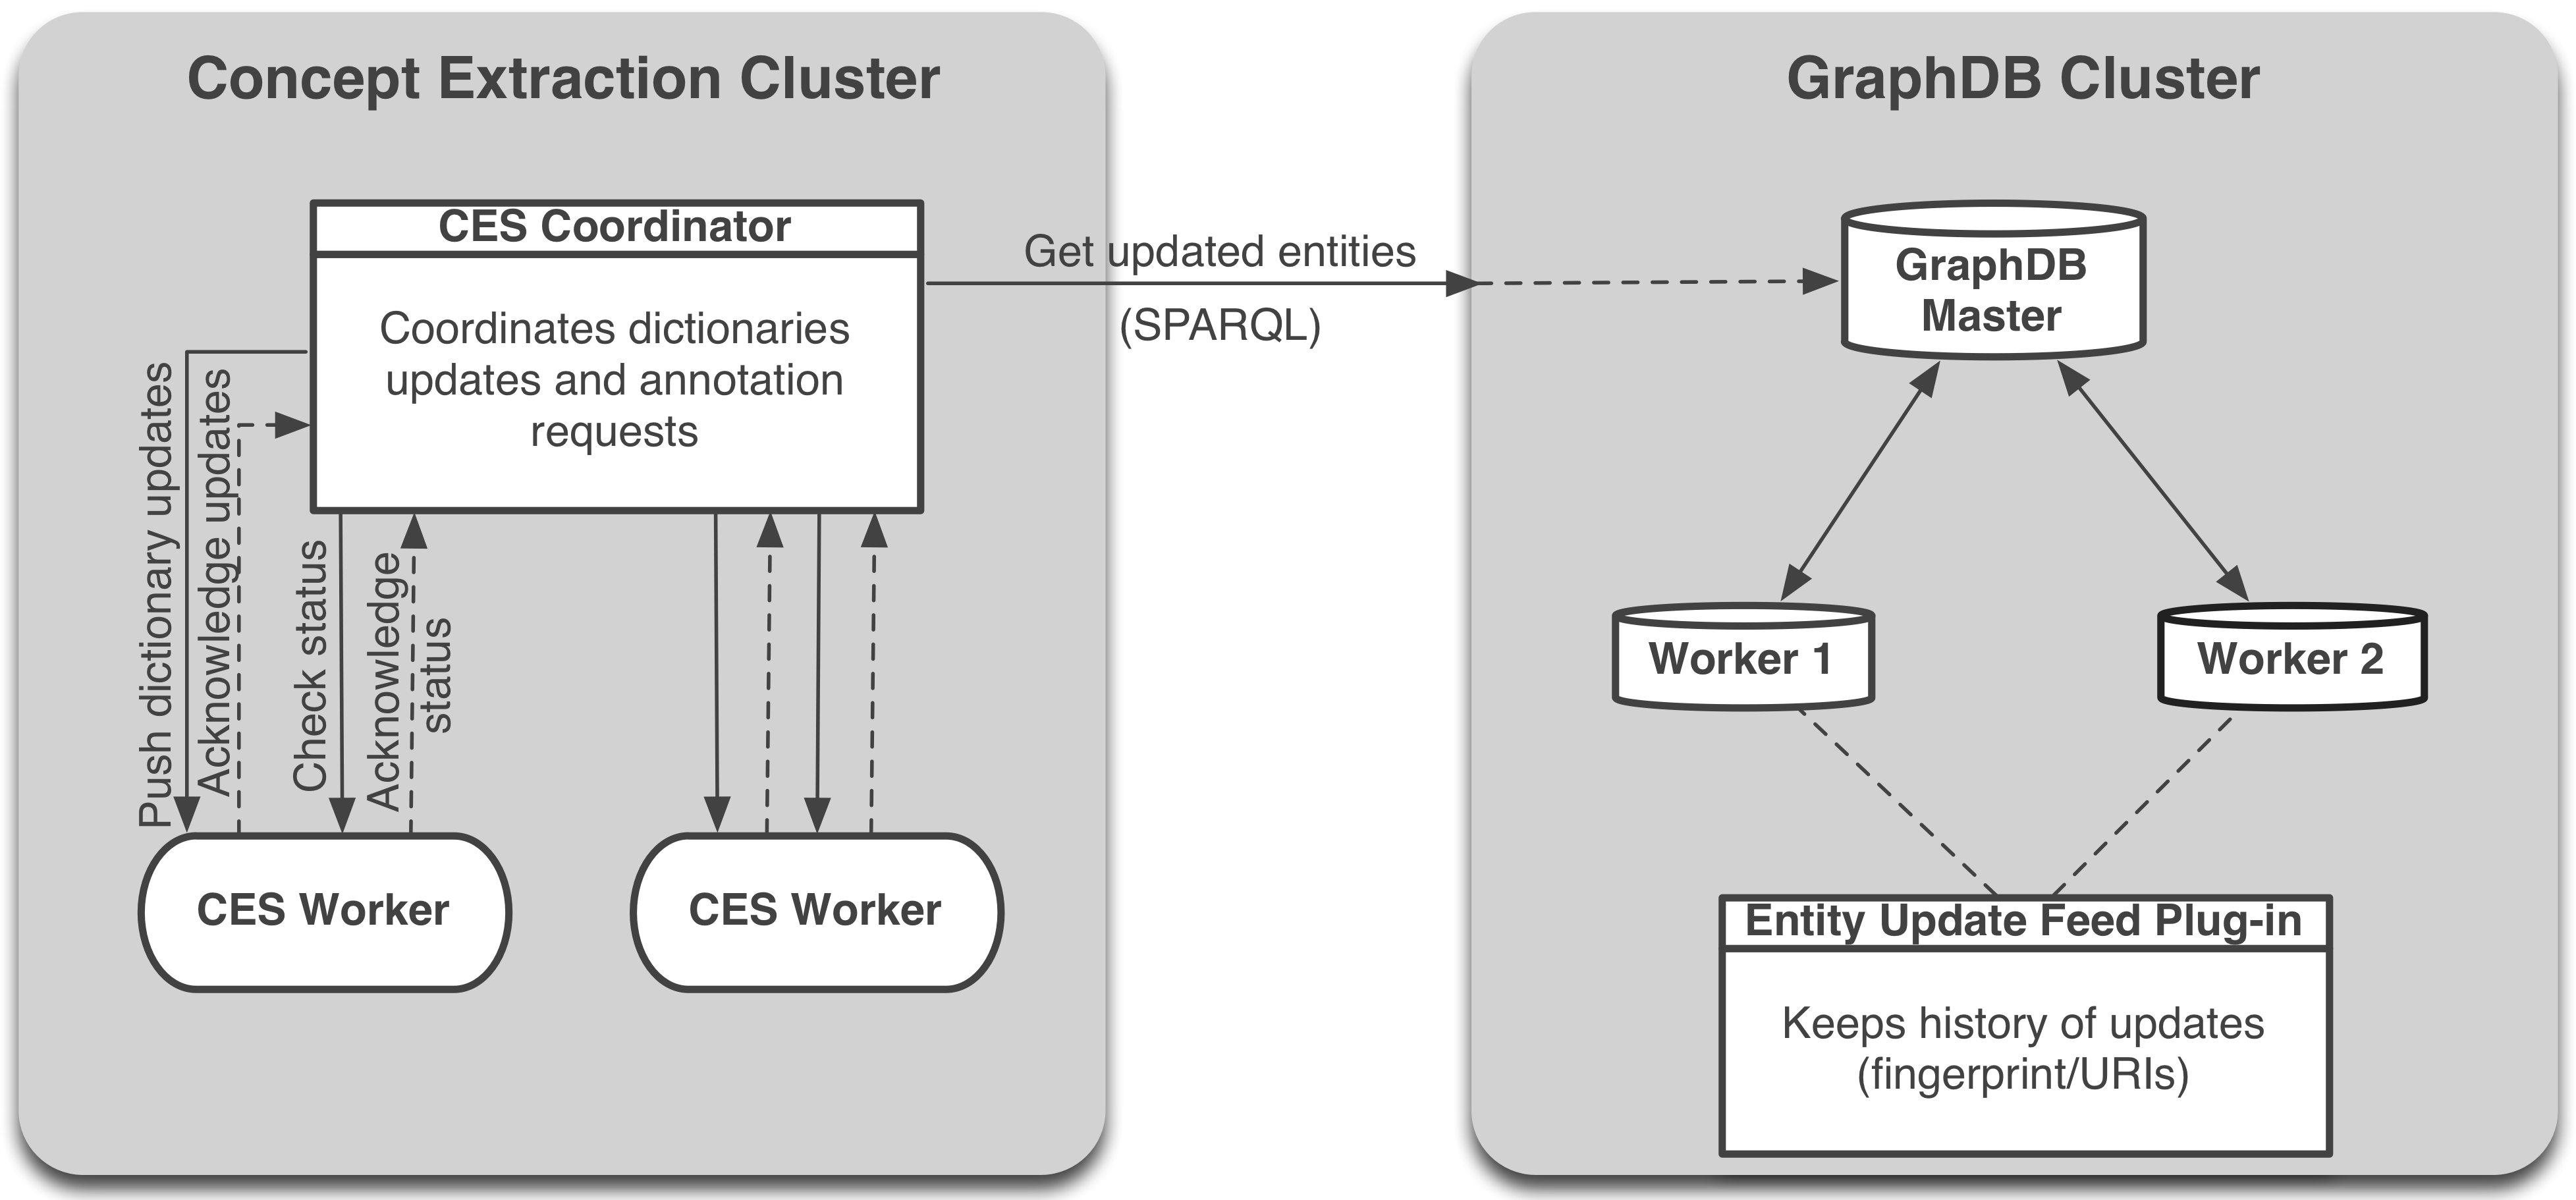 Concept Extraction Cluster
GraphDB Cluster
CES Coordinator
Coordinates dictionaries
updates and annotation
requests
Get updated entities
(SPARQL)
GraphDB
Master
Push dictionary updates
Acknowledge updates
Check status
Acknowledge
status
Worker 1
Worker 2
CES Worker
CES Worker
Entity Update Feed Plug-in
Keeps history of updates
(fingerprint/URIs)